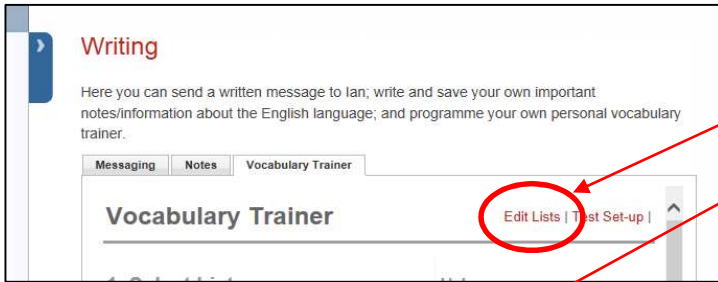 Writing
Here you can send a written message to Ian; write and save your own important
notes/information about the English language; and programme your own personal vocabulary
trainer.
Messaging Notes Vocabulary Trainer
Vocabulary Trainer Edit Lists | Test Set-up |